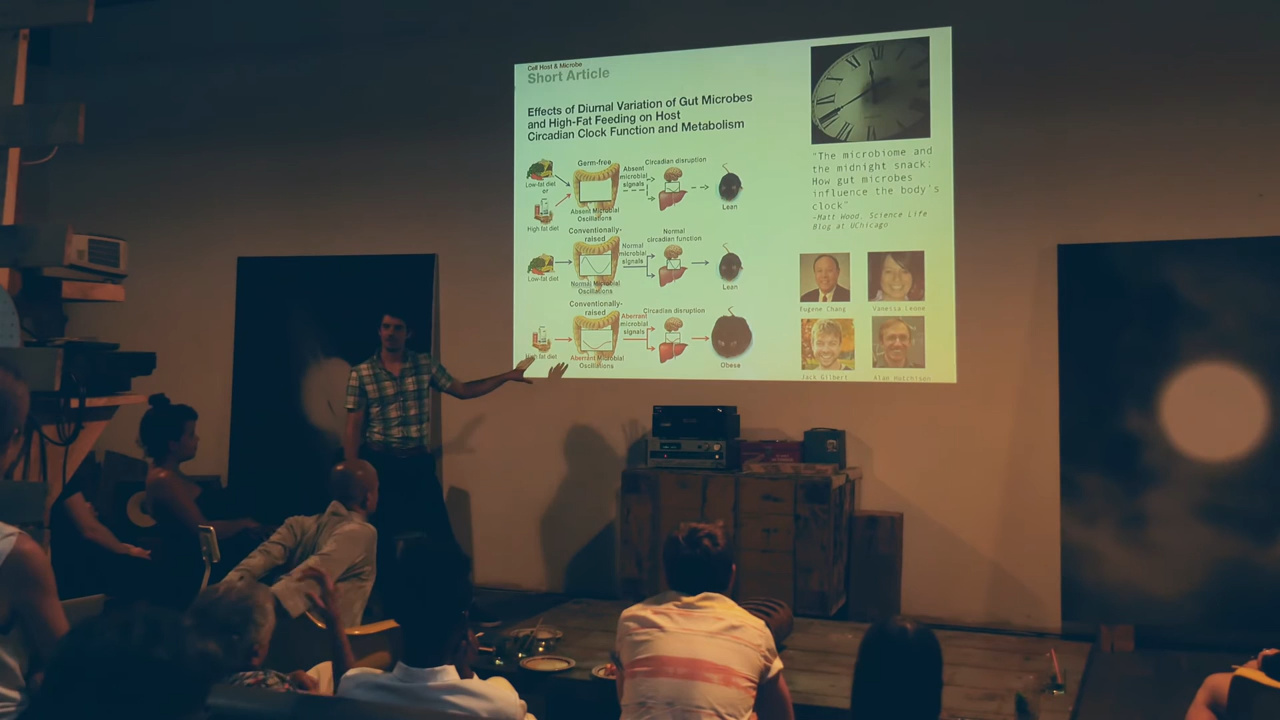 Cell Host & Microbe
Short Article
Effects of Diurnal Variation of Gut Microbes
and High-Fat Feeding on Host
Circadian Clock Function and Metabolism
Germ-free
Low-fat diet
or
High fat diet
Absent Microbial
Oscillations
Absent
microbial
signals
Circadian disruption
Lean
Conventionally-
raised
Low-fat diet
Normal Microbial
Oscillations
Normal
microbial
signals
Normal
circadian function
Lean
Conventionally-
raised
High fat diet
Aberrant Microbial
Oscillations
Aberrant
microbial
signals
Circadian disruption
Obese
"The microbiome and
the midnight snack:
How gut microbes
influence the body's
clock"
-Matt Wood, Science Life
Blog at UChicago
Eugene Chang
Vanessa Leone
Jack Gilbert
Alan Hutchison